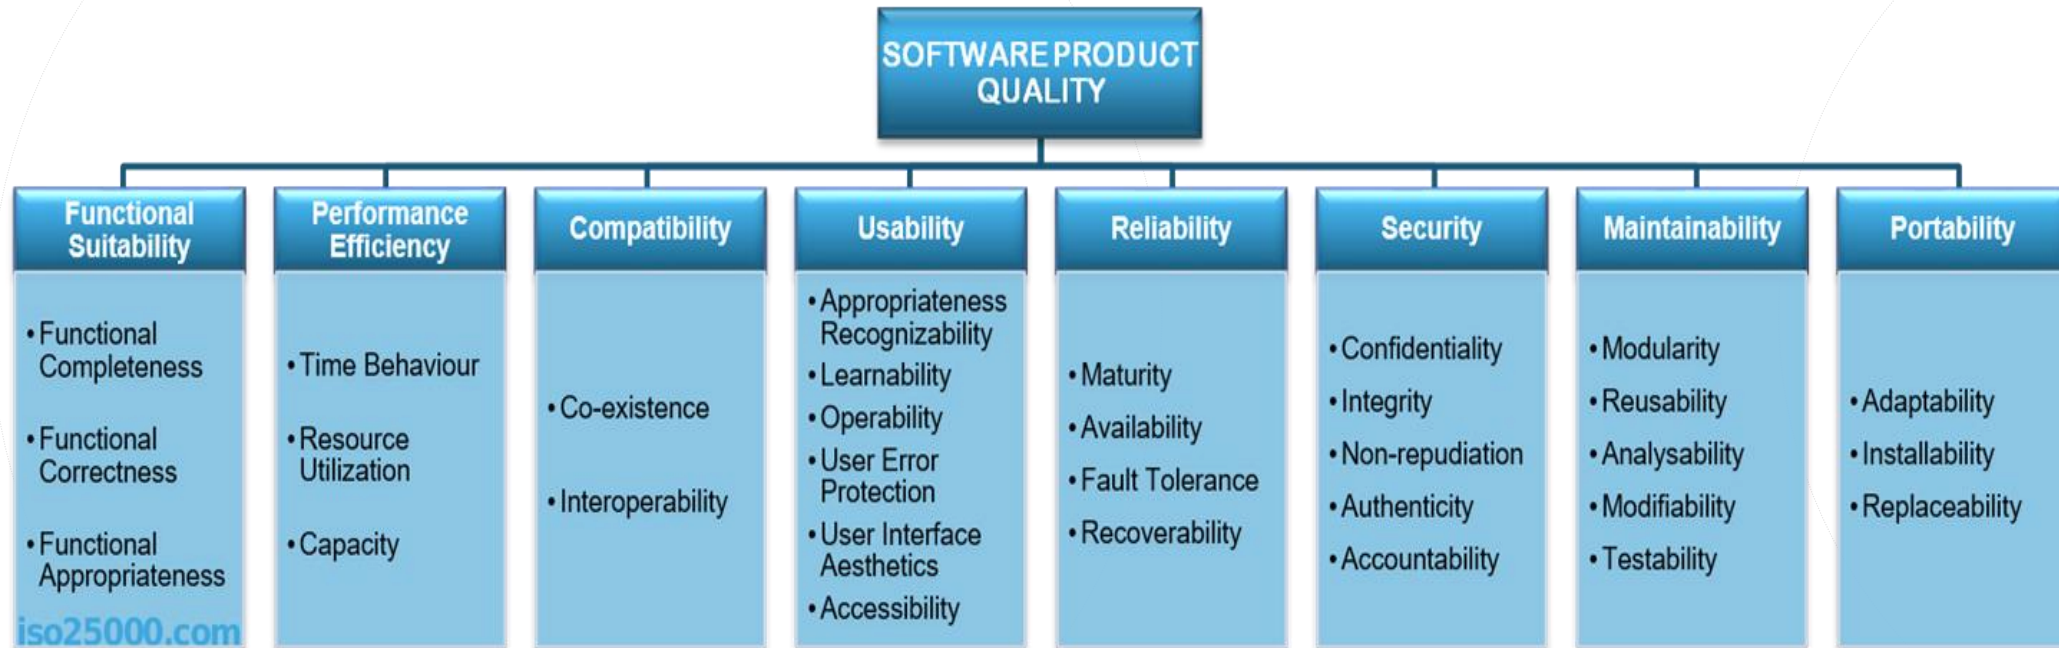 SOFTWARE PRODUCT
QUALITY
Functional
Suitability
• Functional
Completeness
• Functional
Correctness
• Functional
Appropriateness
iso25000.com
Performance
Efficiency
• Time Behaviour
• Resource
Utilization
• Capacity
Compatibility
• Co-existence
• Interoperability
Usability
• Appropriateness
Recognizability
• Learnability
• Operability
• User Error
Protection
• User Interface
Aesthetics
• Accessibility
Reliability
• Maturity
• Availability
• Fault Tolerance
• Recoverability
Security
• Confidentiality
• Integrity
• Non-repudiation
• Authenticity
• Accountability
Maintainability
• Modularity
• Reusability
• Analysability
• Modifiability
• Testability
Portability
• Adaptability
• Installability
• Replaceability